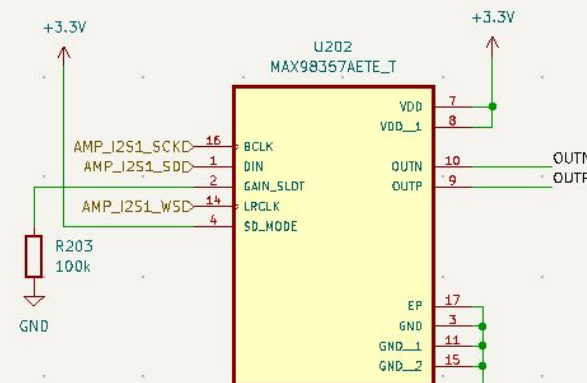 +3.3V
+3.3V
U202
MAX98357AETE_T
VDD 7
VDD_1 8
AMP_I2S1_SCK 16 BCLK
AMP_I2S1_SD 1 DIN
OUTN 10 OUTN
GAIN_SLOT 2
OUTP 9 OUTP
AMP_I2S1_WS 14 LRCLK
4 SD_MODE
R203
100k
GND
EP 17
GND 3
GND_1 11
GND_2 15